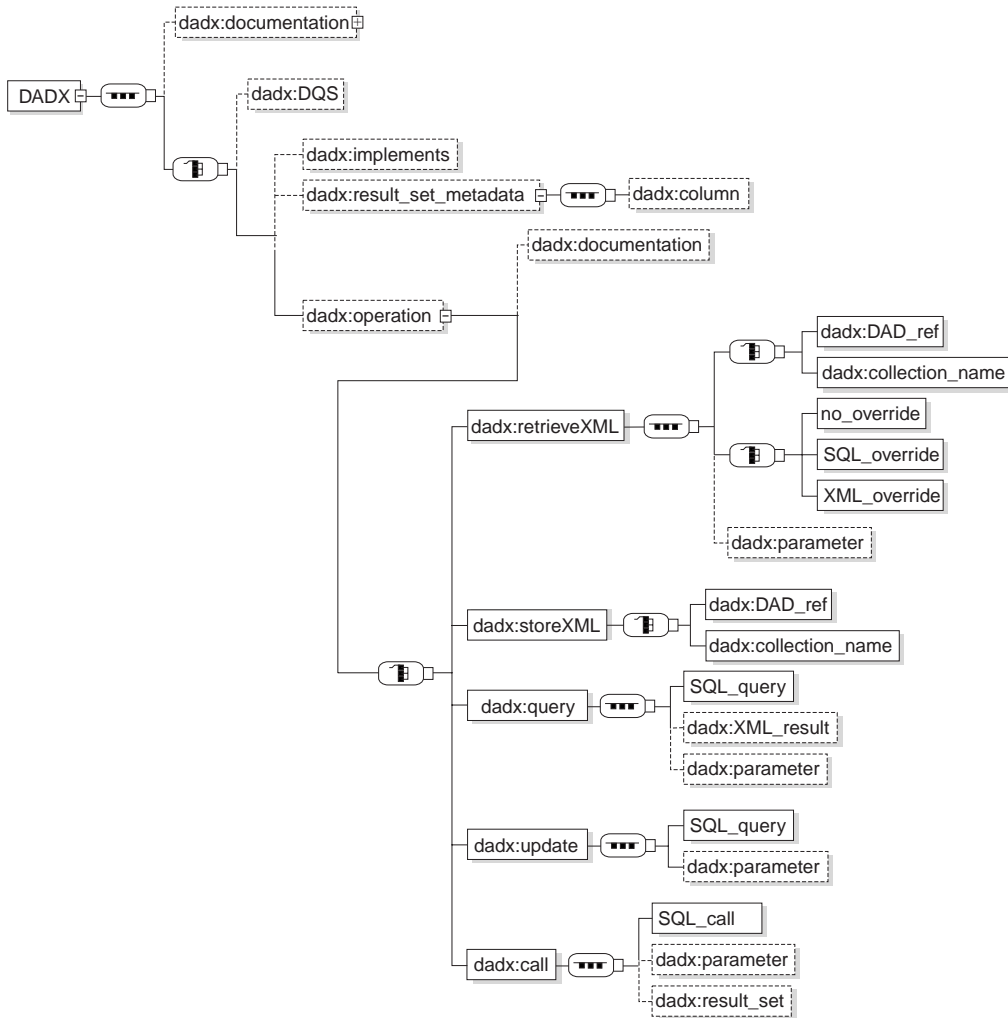 dadx:documentation
DADX
dadx:DQS
dadx:implements
dadx:result_set_metadata
dadx:column
dadx:documentation
dadx:operation
dadx:DAD_ref
dadx:collection_name
dadx:retrieveXML
no_override
SQL_override
XML_override
dadx:parameter
dadx:storeXML
dadx:DAD_ref
dadx:collection_name
dadx:query
SQL_query
dadx:XML_result
dadx:parameter
dadx:update
SQL_query
dadx:parameter
dadx:call
SQL_call
dadx:parameter
dadx:result_set